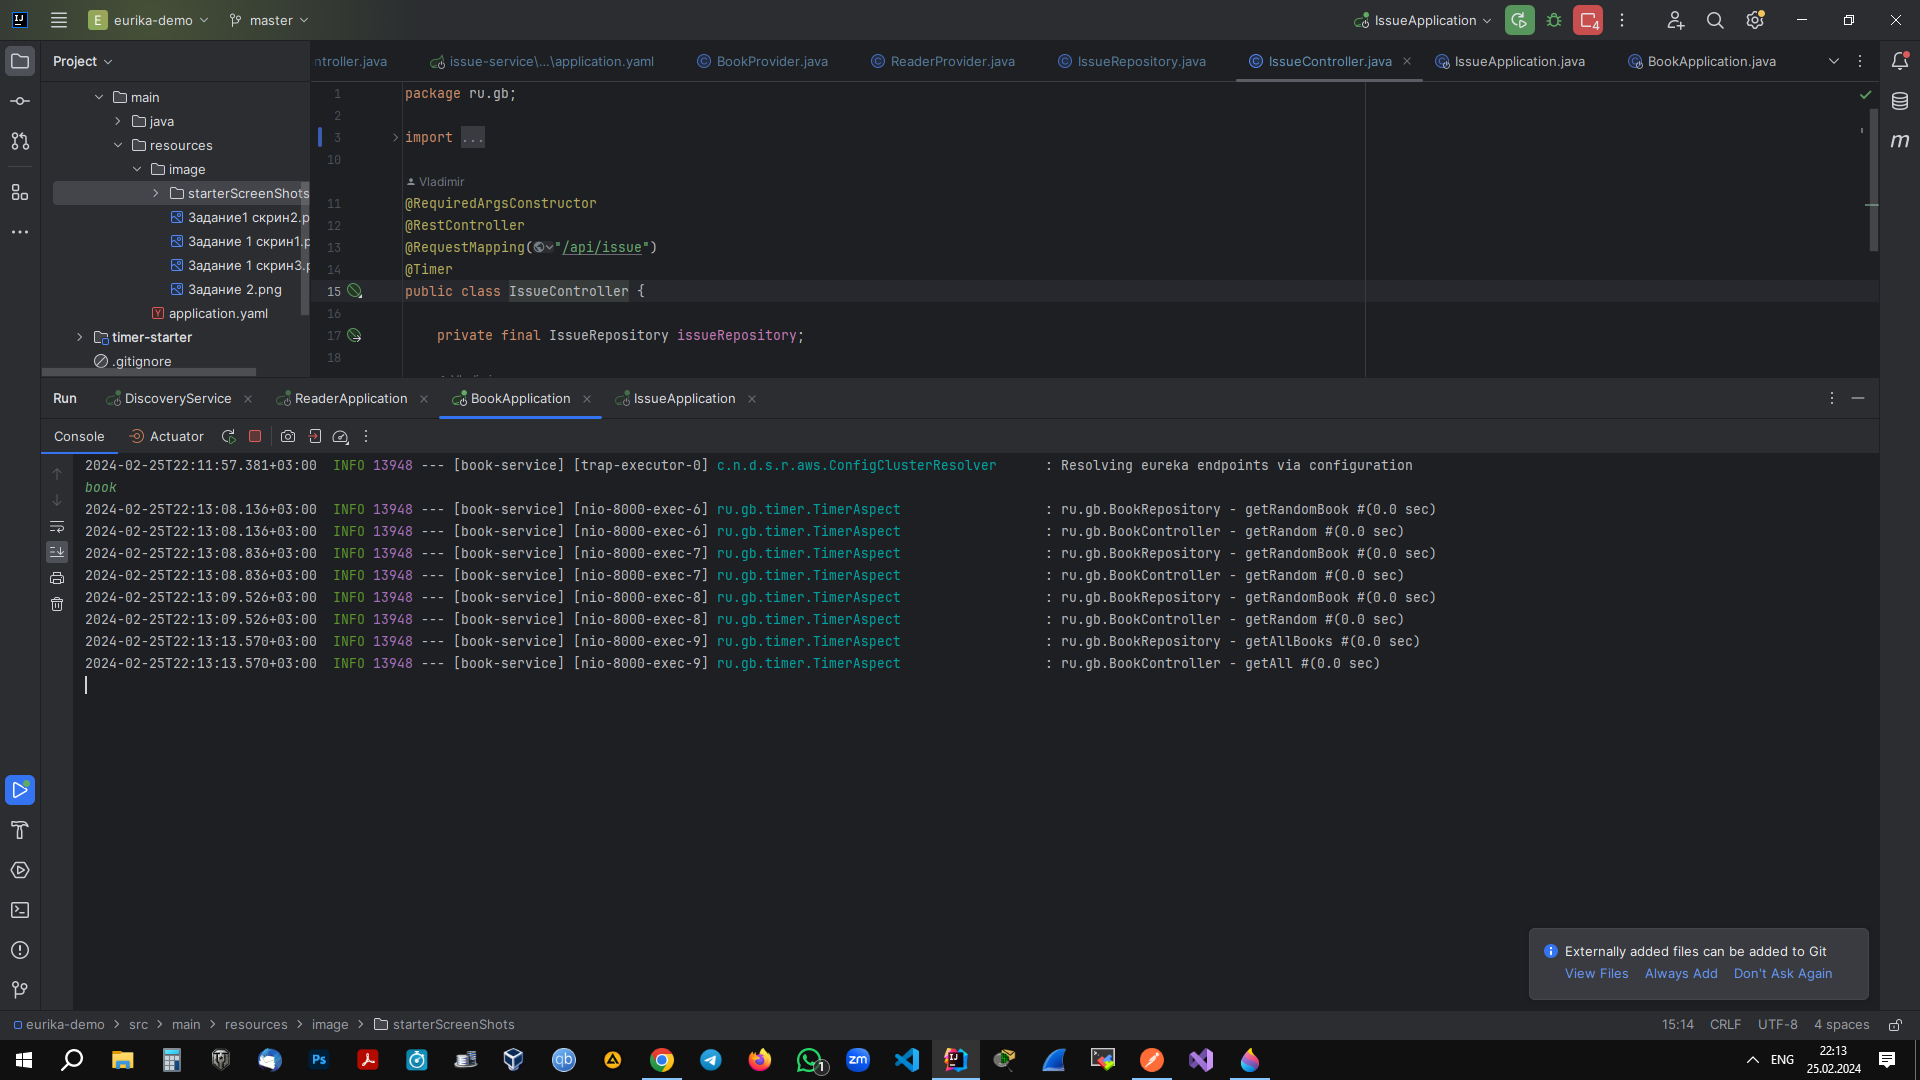 eurika-demo
master
IssueApplication
Project
ntroller.java
issue-service\...\application.yaml
BookProvider.java
ReaderProvider.java
IssueRepository.java
IssueController.java
IssueApplication.java
BookApplication.java
main
java
resources
image
starterScreenShots
Задание1 скрин2.p
Задание 1 скрин1.p
Задание 1 скрин3.p
Задание 2.png
application.yaml
timer-starter
.gitignore
1 package ru.gb;
2
3 import ...
10
Vladimir
11 @RequiredArgsConstructor
12 @RestController
13 @RequestMapping("/api/issue")
14 @Timer
15 public class IssueController {
16
17 private final IssueRepository issueRepository;
18
Run
DiscoveryService
ReaderApplication
BookApplication
IssueApplication
Console
Actuator
2024-02-25T22:11:57.381+03:00  INFO 13948 --- [book-service] [trap-executor-0] c.n.d.s.r.aws.ConfigClusterResolver      : Resolving eureka endpoints via configuration
book
2024-02-25T22:13:08.136+03:00  INFO 13948 --- [book-service] [nio-8000-exec-6] ru.gb.timer.TimerAspect                  : ru.gb.BookRepository - getRandomBook #(0.0 sec)
2024-02-25T22:13:08.136+03:00  INFO 13948 --- [book-service] [nio-8000-exec-6] ru.gb.timer.TimerAspect                  : ru.gb.BookController - getRandom #(0.0 sec)
2024-02-25T22:13:08.836+03:00  INFO 13948 --- [book-service] [nio-8000-exec-7] ru.gb.timer.TimerAspect                  : ru.gb.BookRepository - getRandomBook #(0.0 sec)
2024-02-25T22:13:08.836+03:00  INFO 13948 --- [book-service] [nio-8000-exec-7] ru.gb.timer.TimerAspect                  : ru.gb.BookController - getRandom #(0.0 sec)
2024-02-25T22:13:09.526+03:00  INFO 13948 --- [book-service] [nio-8000-exec-8] ru.gb.timer.TimerAspect                  : ru.gb.BookRepository - getRandomBook #(0.0 sec)
2024-02-25T22:13:09.526+03:00  INFO 13948 --- [book-service] [nio-8000-exec-8] ru.gb.timer.TimerAspect                  : ru.gb.BookController - getRandom #(0.0 sec)
2024-02-25T22:13:13.570+03:00  INFO 13948 --- [book-service] [nio-8000-exec-9] ru.gb.timer.TimerAspect                  : ru.gb.BookRepository - getAllBooks #(0.0 sec)
2024-02-25T22:13:13.570+03:00  INFO 13948 --- [book-service] [nio-8000-exec-9] ru.gb.timer.TimerAspect                  : ru.gb.BookController - getAll #(0.0 sec)
Externally added files can be added to Git
View Files Always Add Don't Ask Again
eurika-demo > src > main > resources > image > starterScreenShots
15:14 CRLF UTF-8 4 spaces
ENG
22:13
25.02.2024